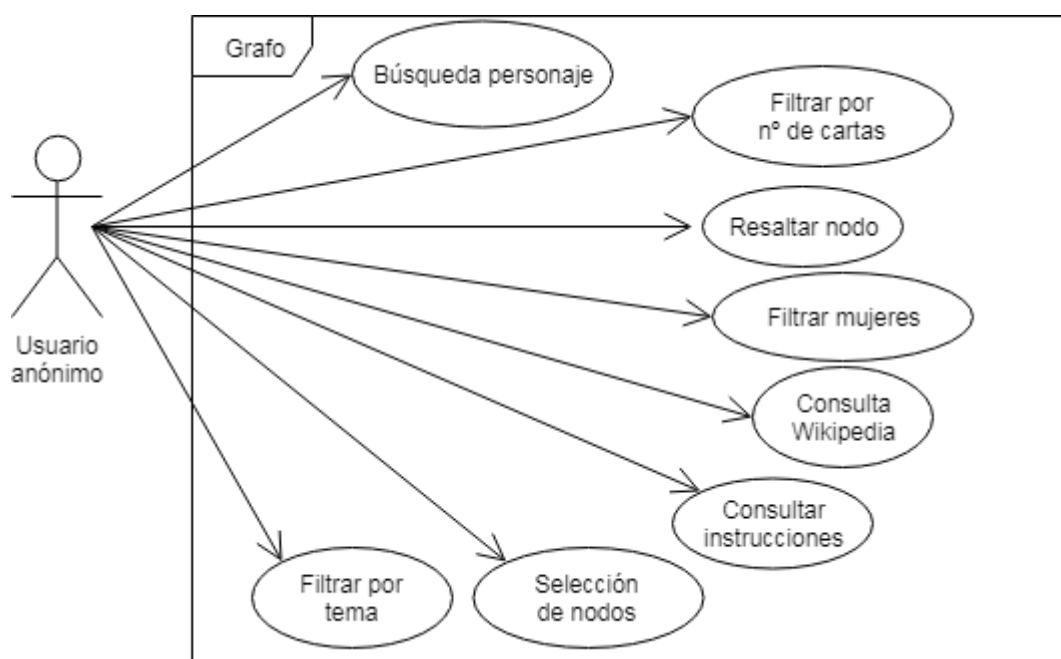 Grafo
Búsqueda personaje
Filtrar por
nº de cartas
Resaltar nodo
Filtrar mujeres
Usuario
anónimo
Consulta
Wikipedia
Consultar
instrucciones
Filtrar por
tema
Selección
de nodos